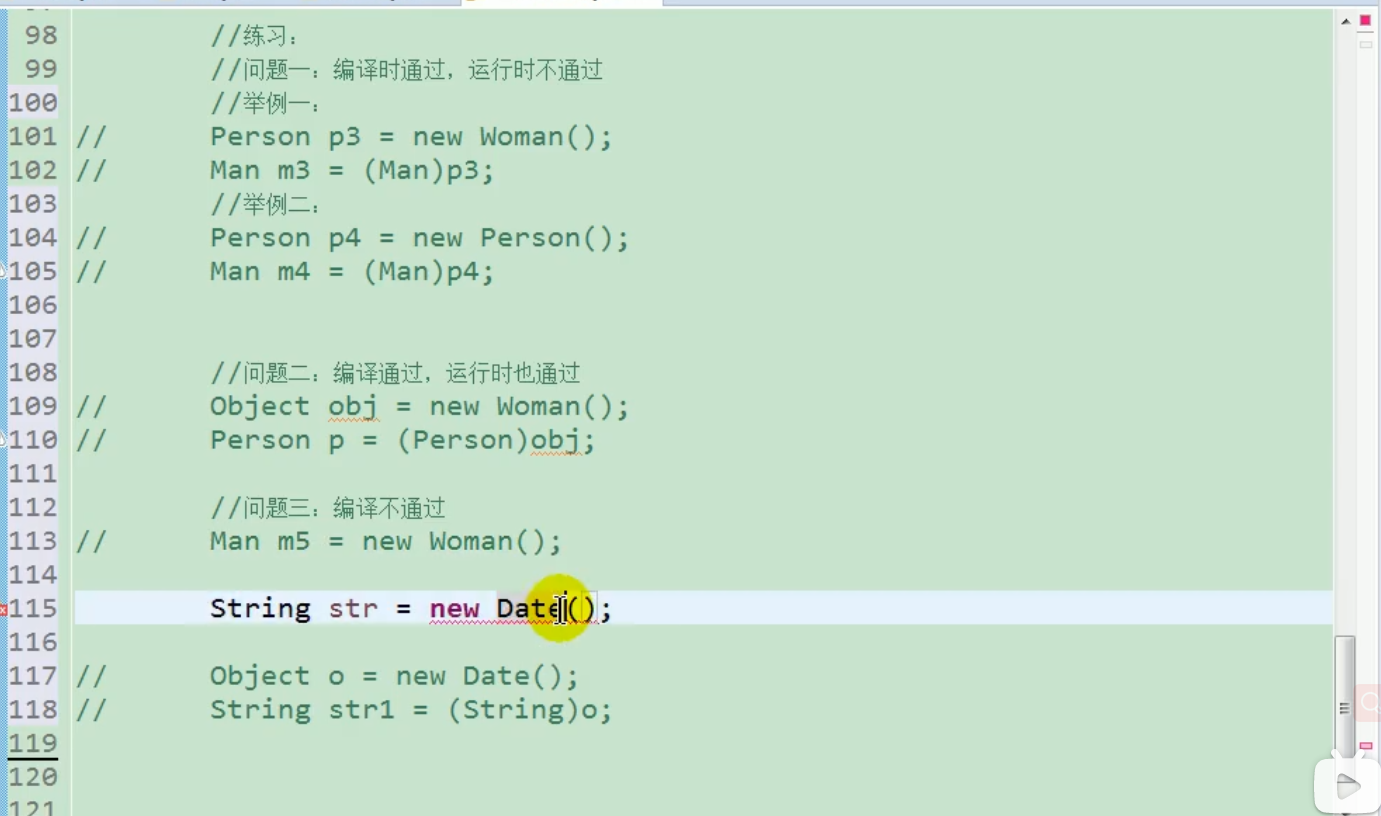 98 //练习：
99 //问题一：编译时通过，运行时不通过
100 //举例一：
101 // Person p3 = new Woman();
102 // Man m3 = (Man)p3;
103 //举例二：
104 // Person p4 = new Person();
105 // Man m4 = (Man)p4;
106
107
108 //问题二：编译通过，运行时也通过
109 // Object obj = new Woman();
110 // Person p = (Person)obj;
111
112 //问题三：编译不通过
113 // Man m5 = new Woman();
114
115 String str = new Date();
116
117 // Object o = new Date();
118 // String str1 = (String)o;
119
120
121